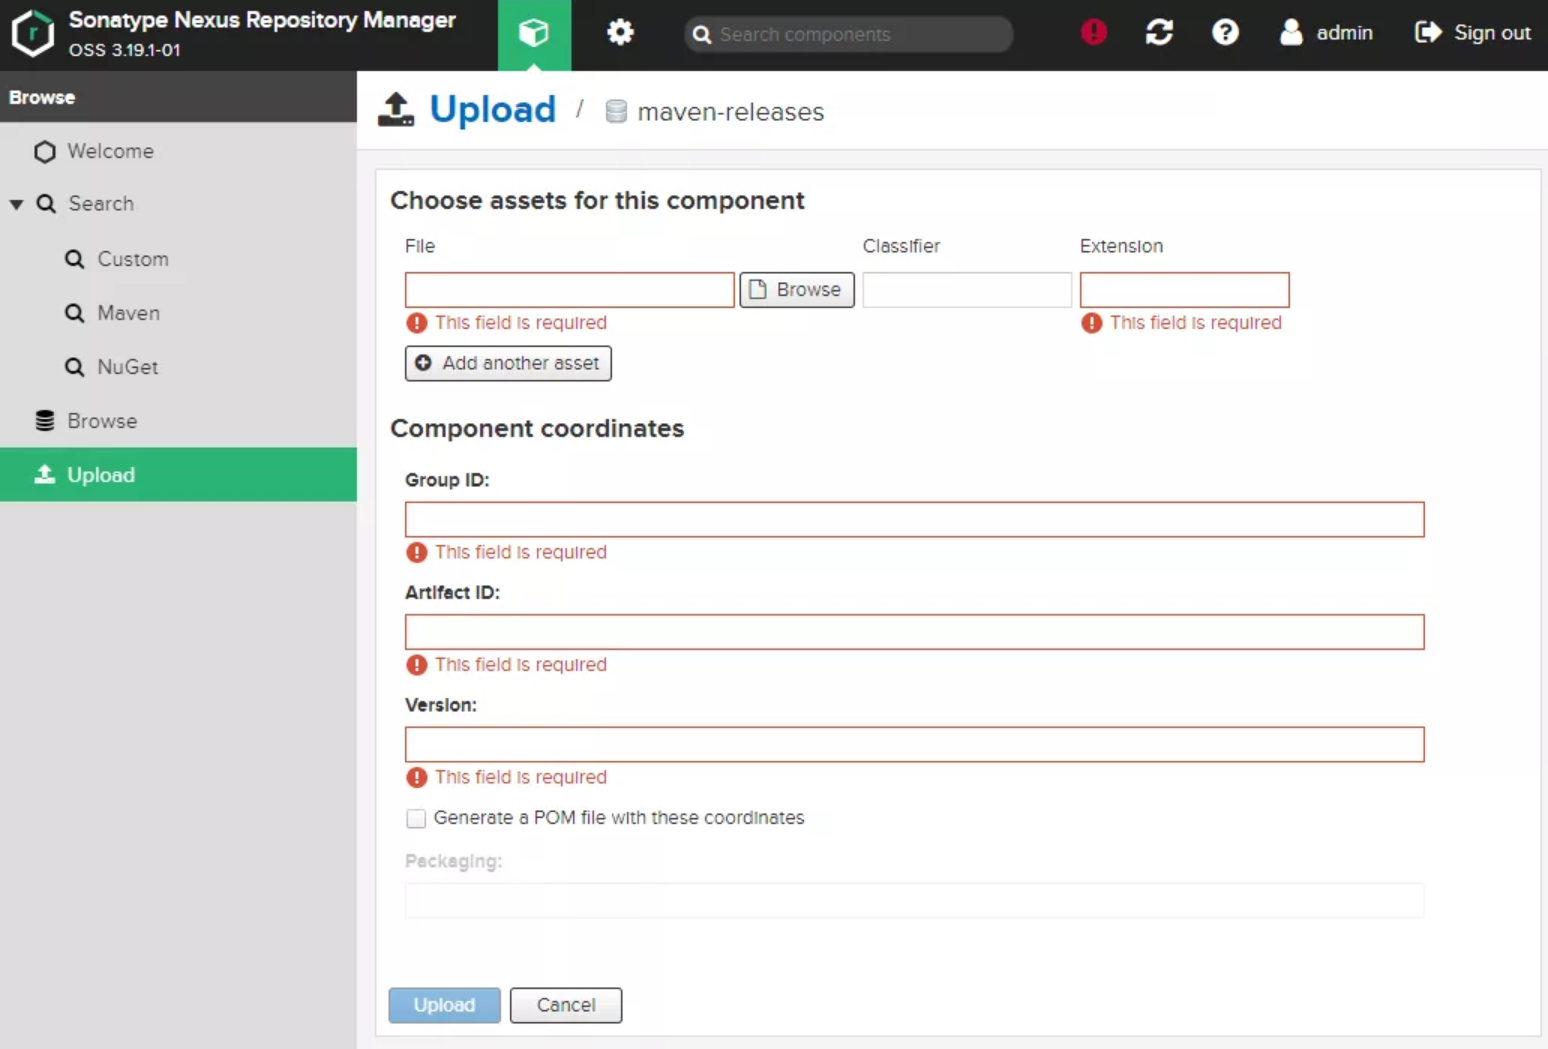 Sonatype Nexus Repository Manager
OSS 3.19.1-01
Search components
admin
Sign out
Browse
Welcome
Search
Custom
Maven
NuGet
Browse
Upload
Upload / maven-releases
Choose assets for this component
File Classifier Extension
Browse
This field is required This field is required
Add another asset
Component coordinates
Group ID:
This field is required
Artifact ID:
This field is required
Version:
This field is required
Generate a POM file with these coordinates
Packaging:
Upload Cancel